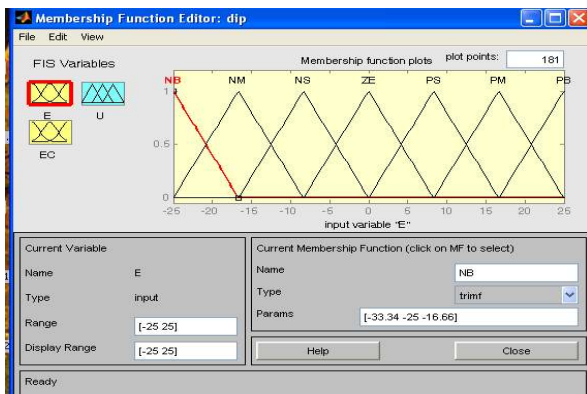 Membership Function Editor: dip
File Edit View
FIS Variables
Membership function plots plot points: 181
E U
EC
NB NM NS ZE PS PM PB
1
0.5
0
-25 -20 -15 -10 -5 0 5 10 15 20 25
input variable "E"
Current Variable
Name E
Type input
Range [-25 25]
Display Range [-25 25]
Current Membership Function (click on MF to select)
Name NB
Type trimf
Params [-33.34 -25 -16.66]
Help Close
Ready